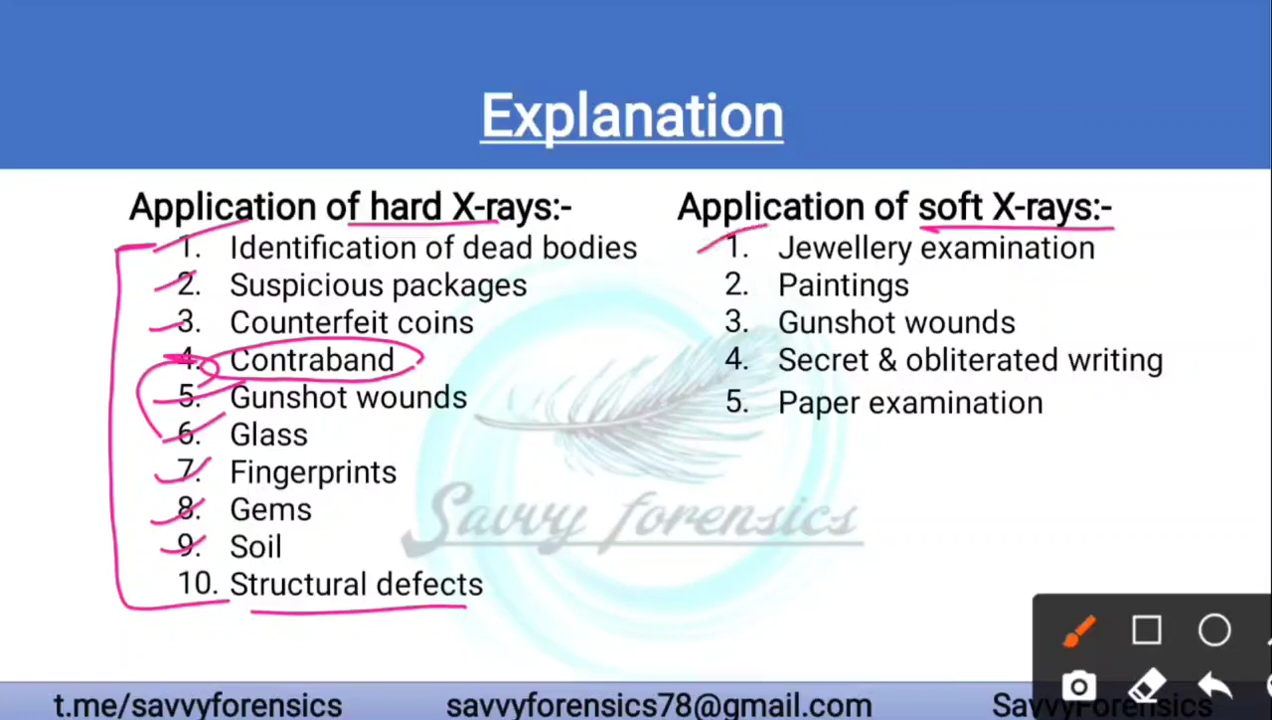 Explanation
Application of hard X-rays:-
1. Identification of dead bodies
2. Suspicious packages
3. Counterfeit coins
4. Contraband
5. Gunshot wounds
6. Glass
7. Fingerprints
8. Gems
9. Soil
10. Structural defects
Application of soft X-rays:-
1. Jewellery examination
2. Paintings
3. Gunshot wounds
4. Secret & obliterated writing
5. Paper examination
Savvy forensics
t.me/savvyforensics
savvyforensics78@gmail.com
SavvyForensics